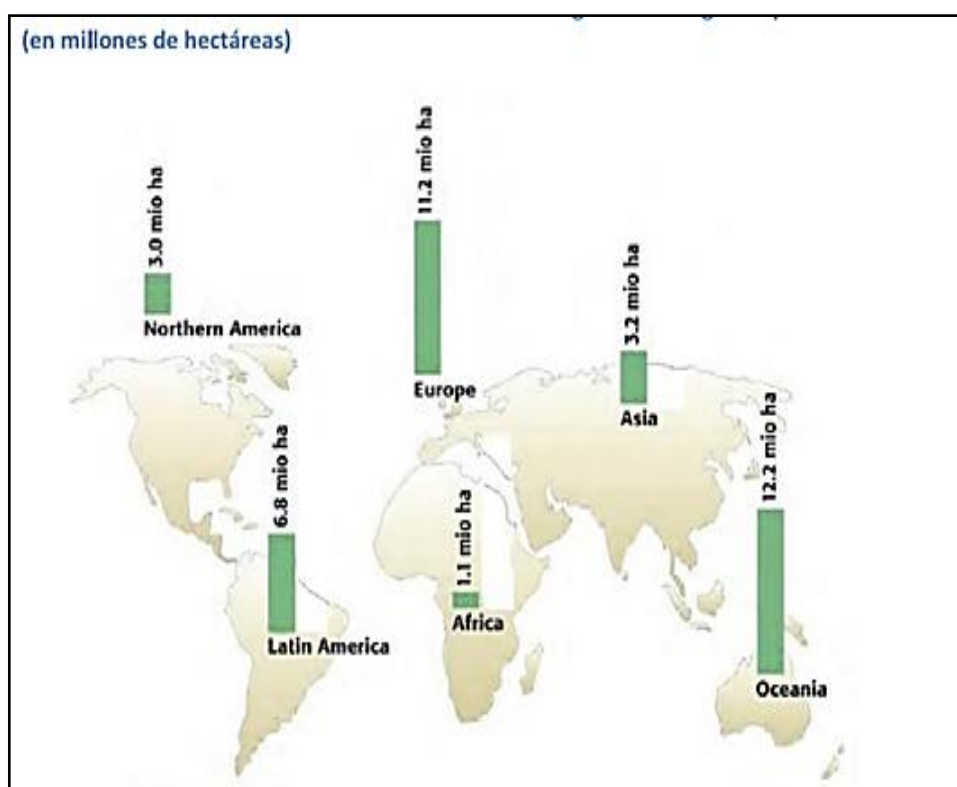 (en millones de hectáreas)
3.0 mio ha
Northern America
11.2 mio ha
Europe
3.2 mio ha
Asia
6.8 mio ha
Latin America
1.1 mio ha
Africa
12.2 mio ha
Oceania